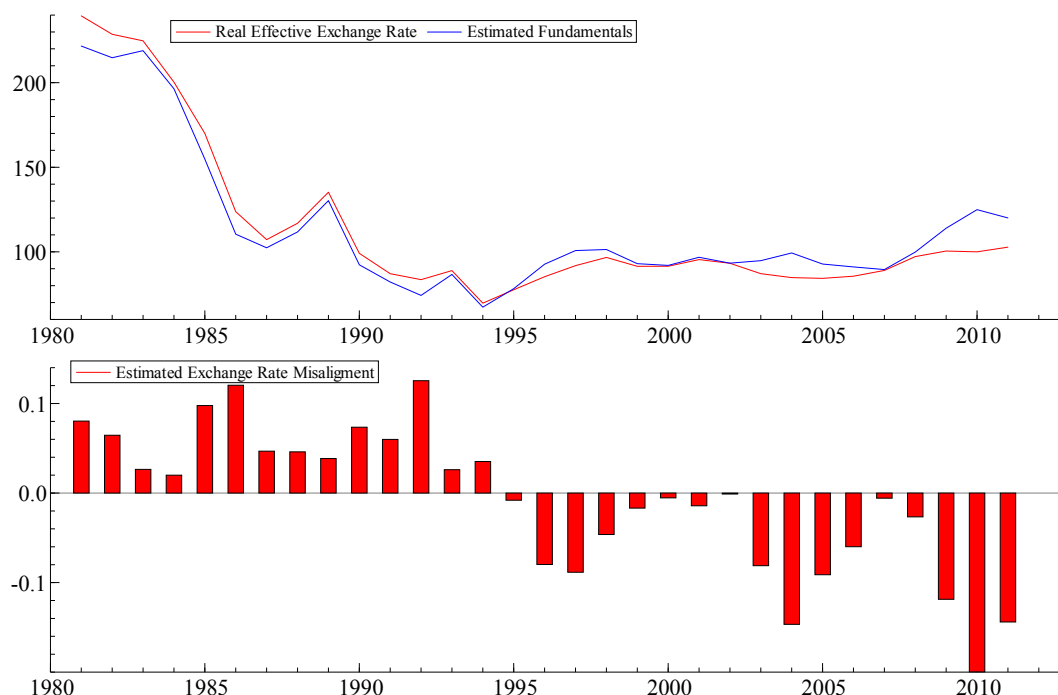 Real Effective Exchange Rate Estimated Fundamentals
200
150
100
1980 1985 1990 1995 2000 2005 2010
Estimated Exchange Rate Misaligment
0.1
0.0
-0.1
1980 1985 1990 1995 2000 2005 2010